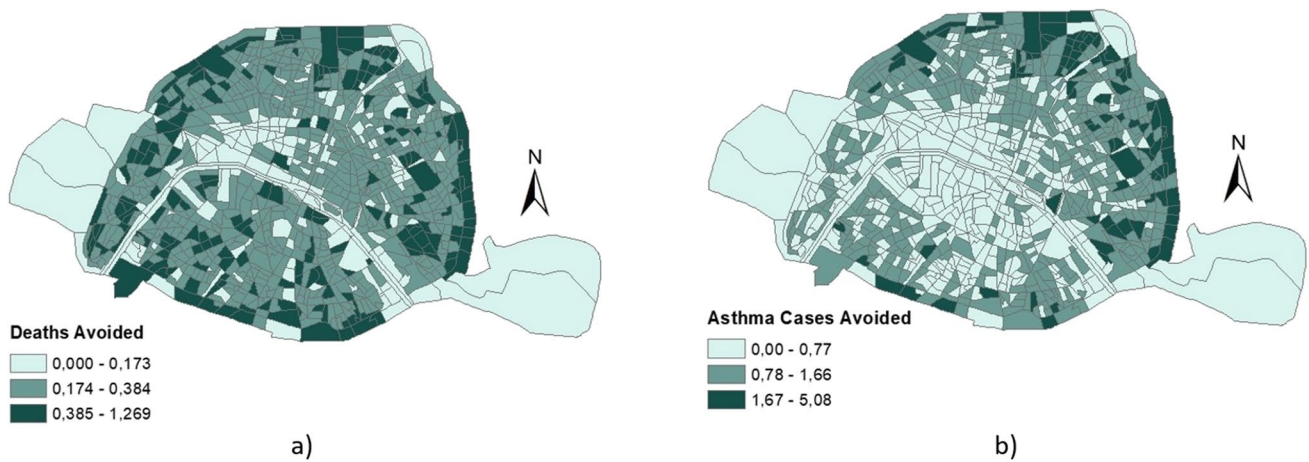 N
Deaths Avoided
0,000 - 0,173
0,174 - 0,384
0,385 - 1,269
a)
N
Asthma Cases Avoided
0,00 - 0,77
0,78 - 1,66
1,67 - 5,08
b)